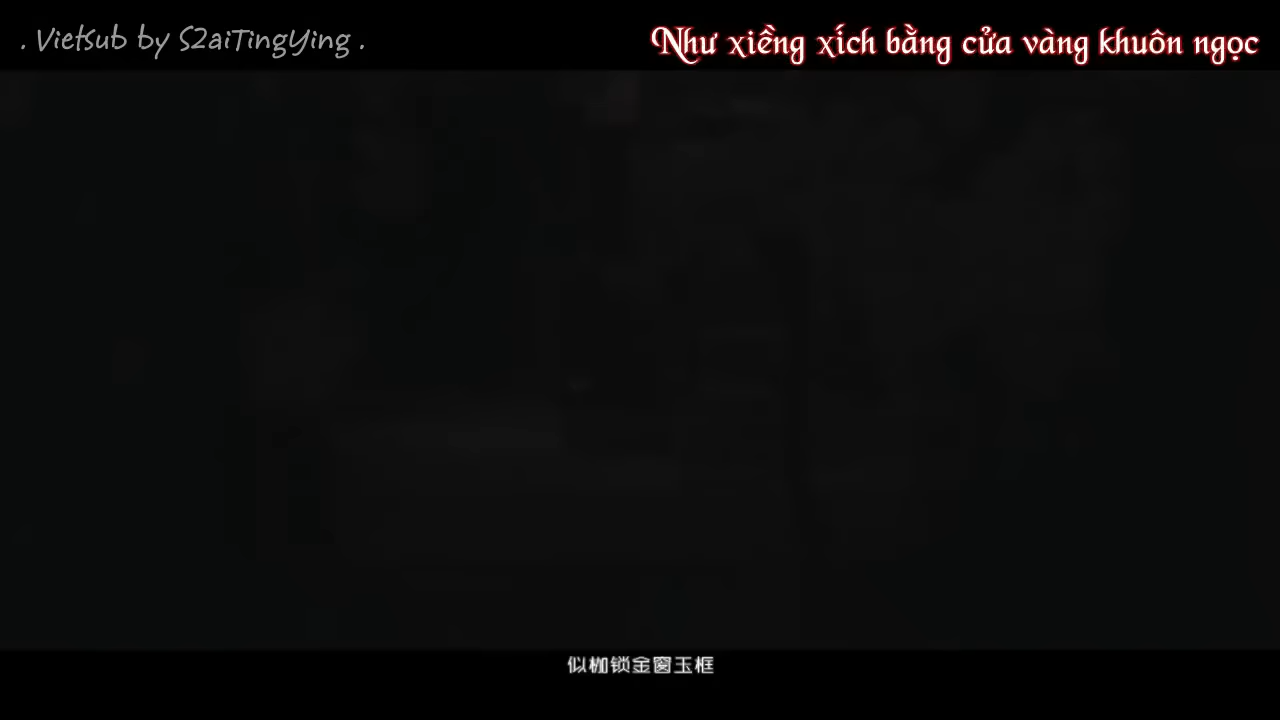 . Vietsub by S2aiTingYing .
Như xiềng xích bằng cửa vàng khuôn ngọc
似枷锁金窗玉框